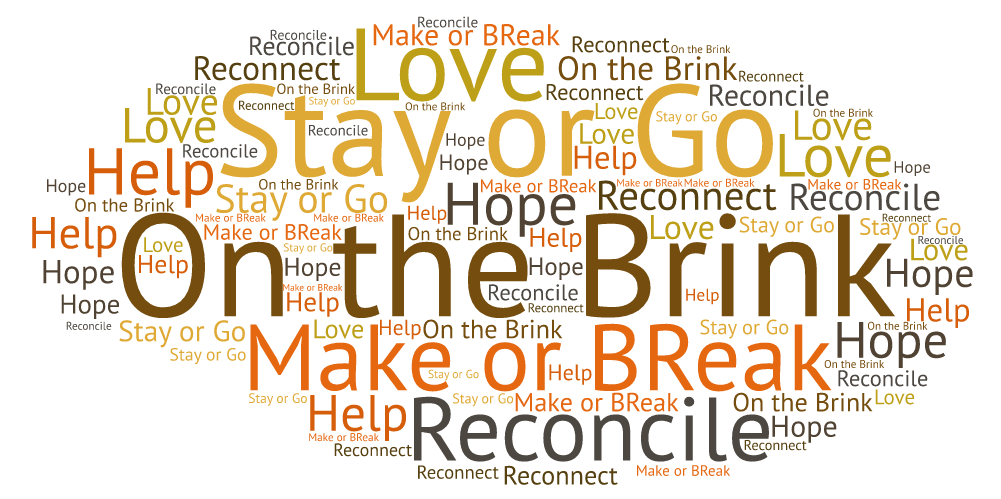 Reconcile
Reconcile
Make or BReak
Reconcile
Love
Reconnect
On the Brink
Reconnect
On the Brink
Reconnect
Reconcile
On the Brink
Reconnect
Reconcile
Love
Reconnect
Stay or Go
On the Brink
Stay or Go
Love
Stay or Go
On the Brink
Love
Reconcile
Hope
Love
Love
Reconcile
Help
Hope
Help
Love
Hope
Hope
On the Brink
Stay or Go
Make or BReak
Reconnect
Make or BReak
Make or BReak
Make or BReak
Reconcile
On the Brink
Hope
Help
Make or BReak
Make or BReak
Love
Stay or Go
Reconnect
Stay or Go
Help
Make or BReak
On the Brink
On the Brink
Help
Love
Stay or Go
Reconcile
Love
Hope
Help
Hope
Hope
Hope
Make or BReak
Reconcile
Help
Hope
Help
Reconnect
Help
Reconcile
Stay or Go
Love
Help
On the Brink
Stay or Go
On the Brink
Hope
Stay or Go
Make or BReak
Stay or Go
Help
On the Brink
Reconcile
Stay or Go
Help
Stay or Go
Make or BReak
On the Brink
Love
Reconcile
Hope
Make or BReak
Reconnect
Reconnect
Reconnect
Reconnect
Make or BReak